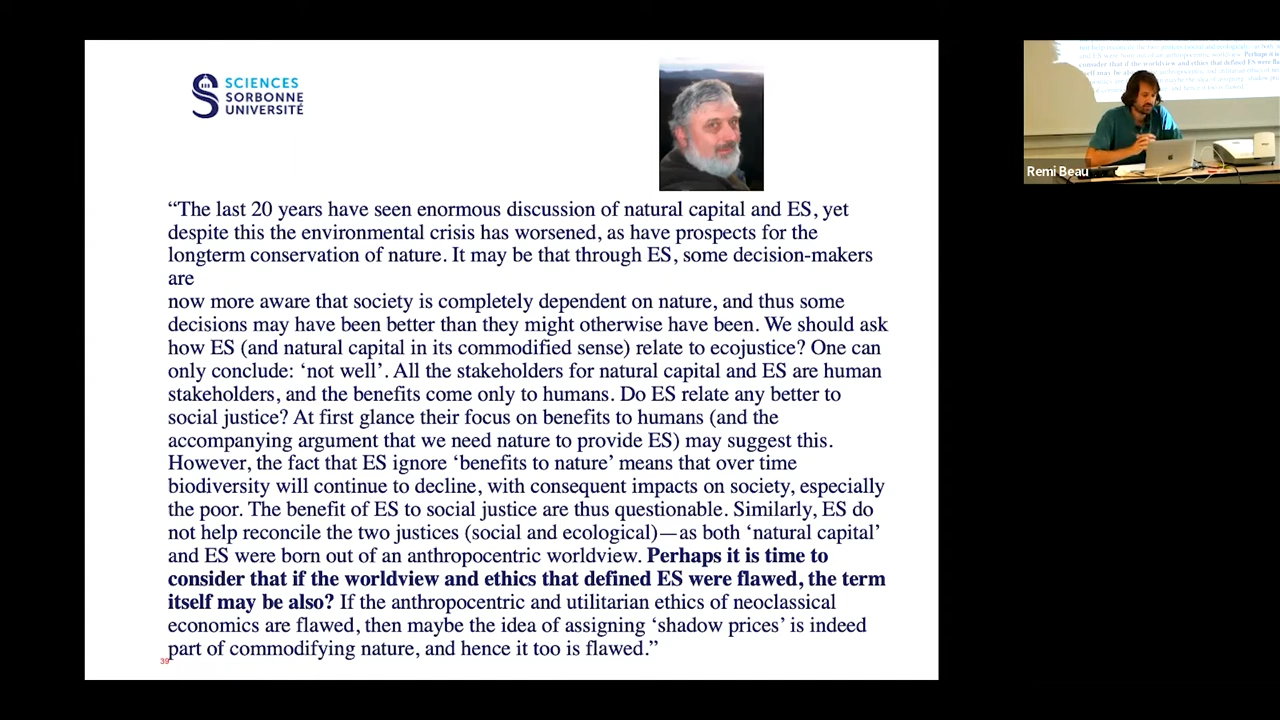 SCIENCES
SORBONNE
UNIVERSITÉ
“The last 20 years have seen enormous discussion of natural capital and ES, yet
despite this the environmental crisis has worsened, as have prospects for the
longterm conservation of nature. It may be that through ES, some decision-makers
are
now more aware that society is completely dependent on nature, and thus some
decisions may have been better than they might otherwise have been. We should ask
how ES (and natural capital in its commodified sense) relate to ecojustice? One can
only conclude: ‘not well’. All the stakeholders for natural capital and ES are human
stakeholders, and the benefits come only to humans. Do ES relate any better to
social justice? At first glance their focus on benefits to humans (and the
accompanying argument that we need nature to provide ES) may suggest this.
However, the fact that ES ignore ‘benefits to nature’ means that over time
biodiversity will continue to decline, with consequent impacts on society, especially
the poor. The benefit of ES to social justice are thus questionable. Similarly, ES do
not help reconcile the two justices (social and ecological)—as both ‘natural capital’
and ES were born out of an anthropocentric worldview. Perhaps it is time to
consider that if the worldview and ethics that defined ES were flawed, the term
itself may be also? If the anthropocentric and utilitarian ethics of neoclassical
economics are flawed, then maybe the idea of assigning ‘shadow prices’ is indeed
part of commodifying nature, and hence it too is flawed.”
39
Remi Beau